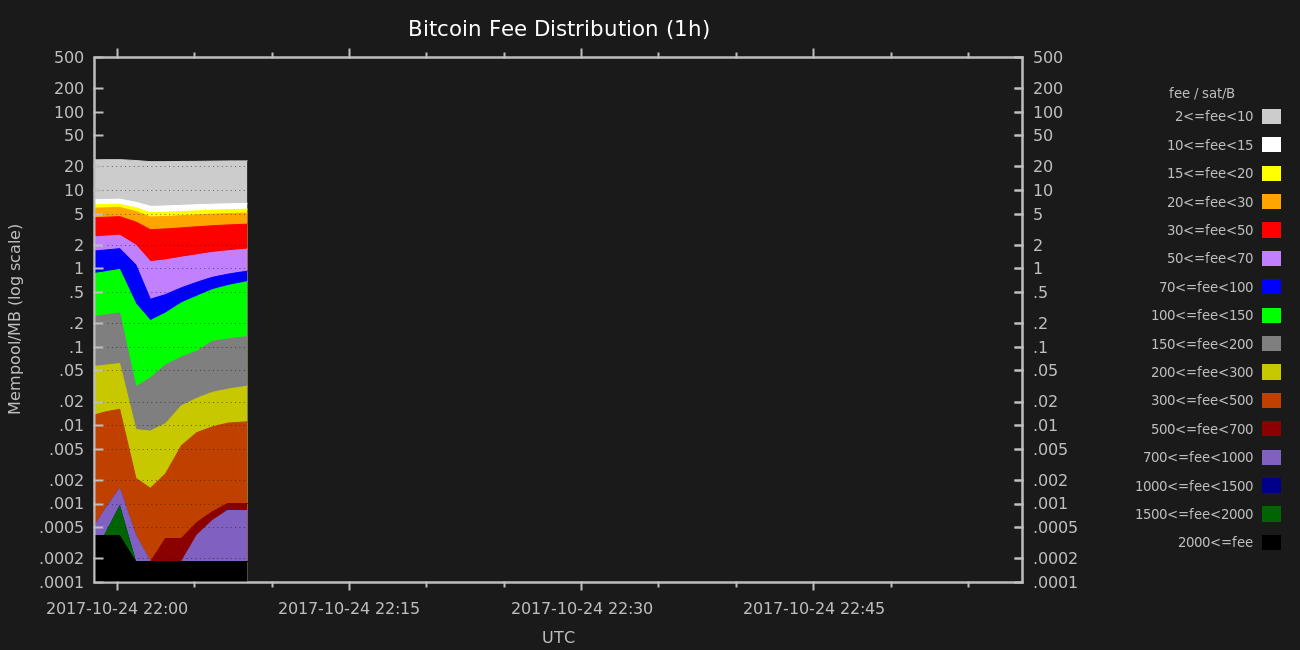 Bitcoin Fee Distribution (1h)
Mempool/MB (log scale)
500
200
100
50
20
10
5
2
1
.5
.2
.1
.05
.02
.01
.005
.002
.001
.0005
.0002
.0001
500
200
100
50
20
10
5
2
1
.5
.2
.1
.05
.02
.01
.005
.002
.001
.0005
.0002
.0001
fee / sat/B
2<=fee<10
10<=fee<15
15<=fee<20
20<=fee<30
30<=fee<50
50<=fee<70
70<=fee<100
100<=fee<150
150<=fee<200
200<=fee<300
300<=fee<500
500<=fee<700
700<=fee<1000
1000<=fee<1500
1500<=fee<2000
2000<=fee
2017-10-24 22:00 2017-10-24 22:15 2017-10-24 22:30 2017-10-24 22:45
UTC